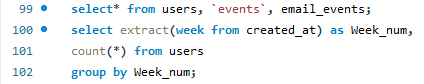 99 select* from users, `events`, email_events;
100 select extract(week from created_at) as Week_num,
101 count(*) from users
102 group by Week_num;